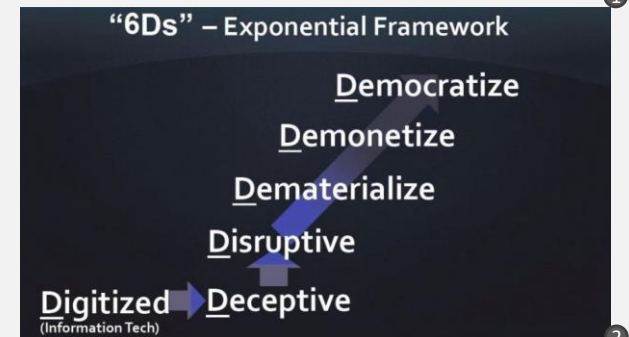 “6Ds” – Exponential Framework
Democratize
Demonetize
Dematerialize
Disruptive
Digitized Deceptive
(Information Tech)